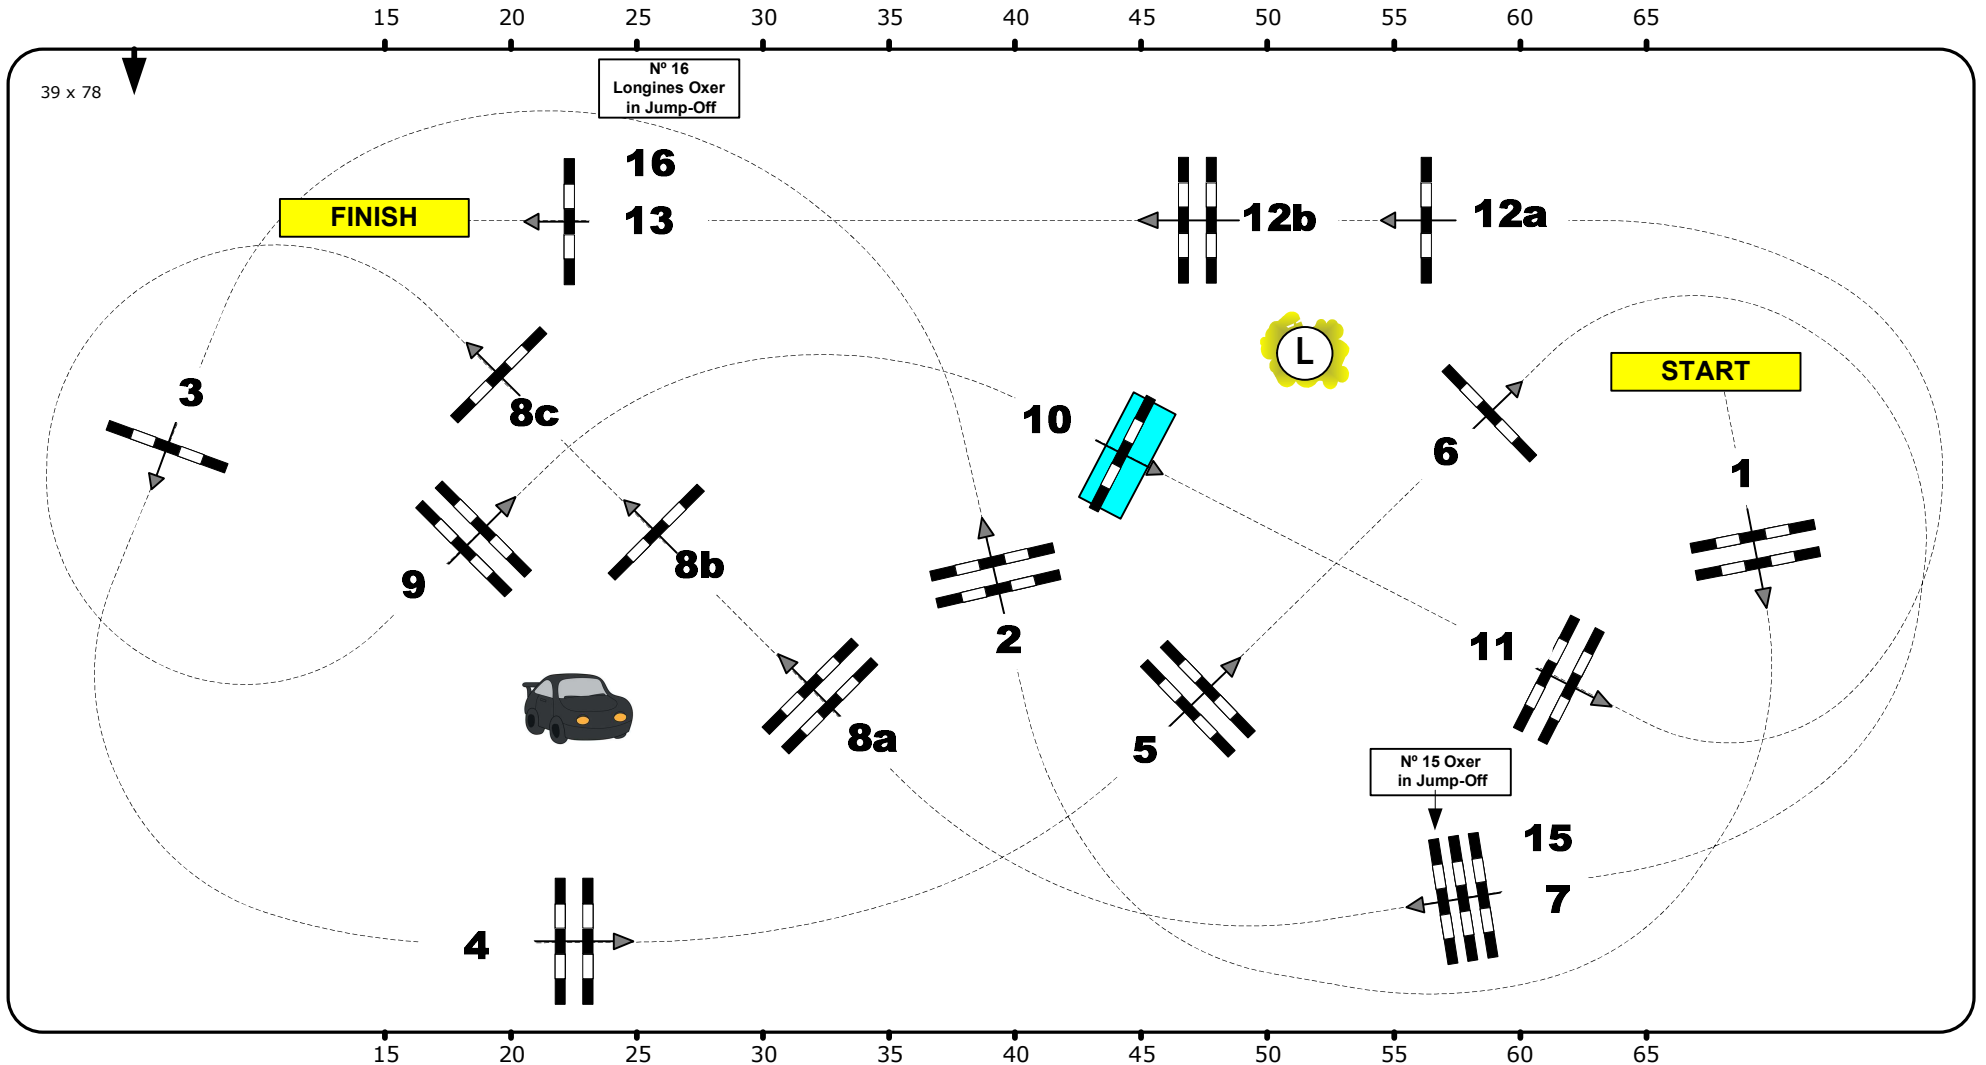 15 20 25 30 35 40 45 50 55 60 65
39 x 78
Nº 16
Longines Oxer
in Jump-Off
16
FINISH
13
12b
12a
L
START
3
8c
10
6
1
9
8b
2
11
8a
5
Nº 15 Oxer
in Jump-Off
15
7
4
15 20 25 30 35 40 45 50 55 60 65